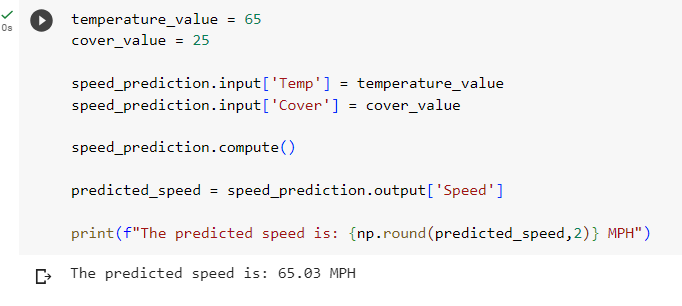 0s
temperature_value = 65
cover_value = 25
speed_prediction.input['Temp'] = temperature_value
speed_prediction.input['Cover'] = cover_value
speed_prediction.compute()
predicted_speed = speed_prediction.output['Speed']
print(f"The predicted speed is: {np.round(predicted_speed,2)} MPH")
The predicted speed is: 65.03 MPH